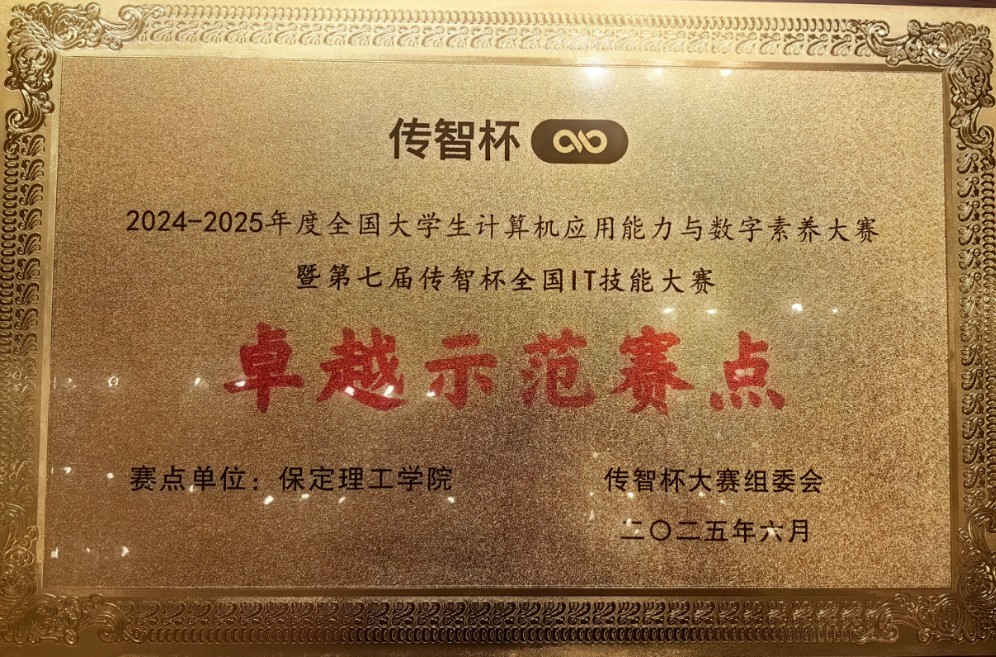 传智杯
2024-2025年度全国大学生计算机应用能力与数字素养大赛
暨第七届传智杯全国IT技能大赛
卓越示范赛点
赛点单位：保定理工学院
传智杯大赛组委会
二〇二五年六月